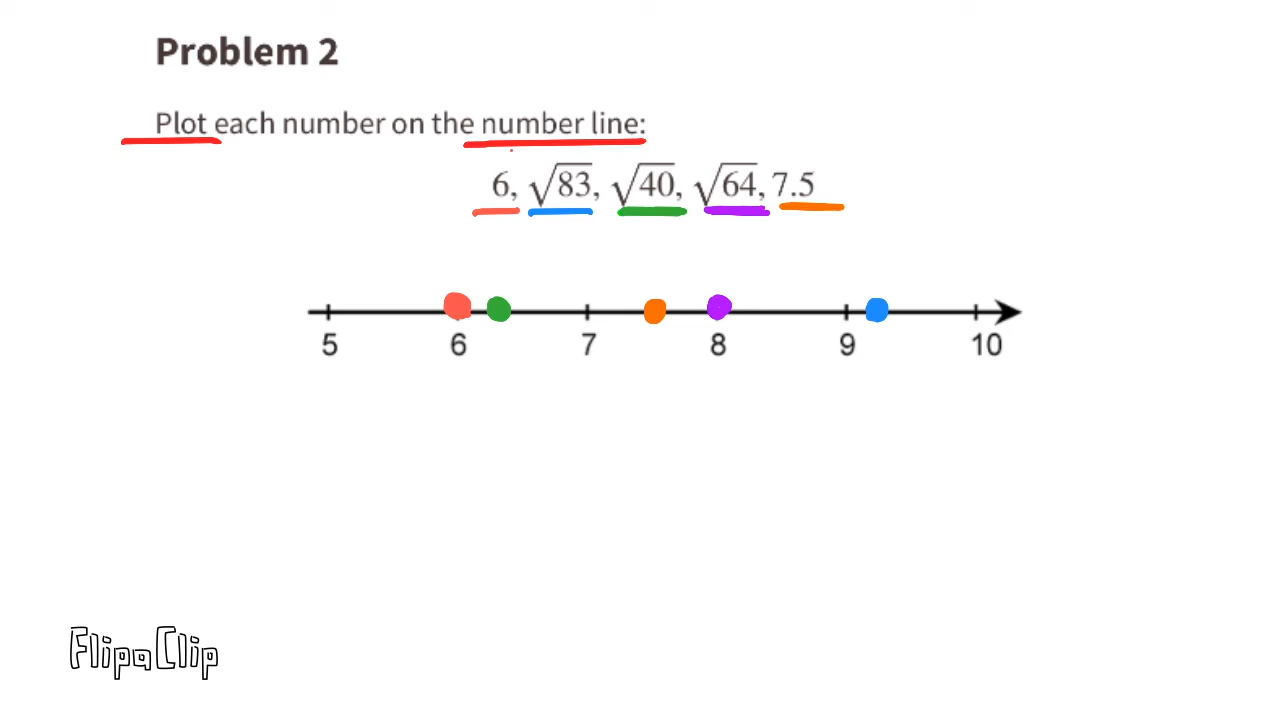 Problem 2
Plot each number on the number line:
6, √83, √40, √64, 7.5
5 6 7 8 9 10
FlipaClip